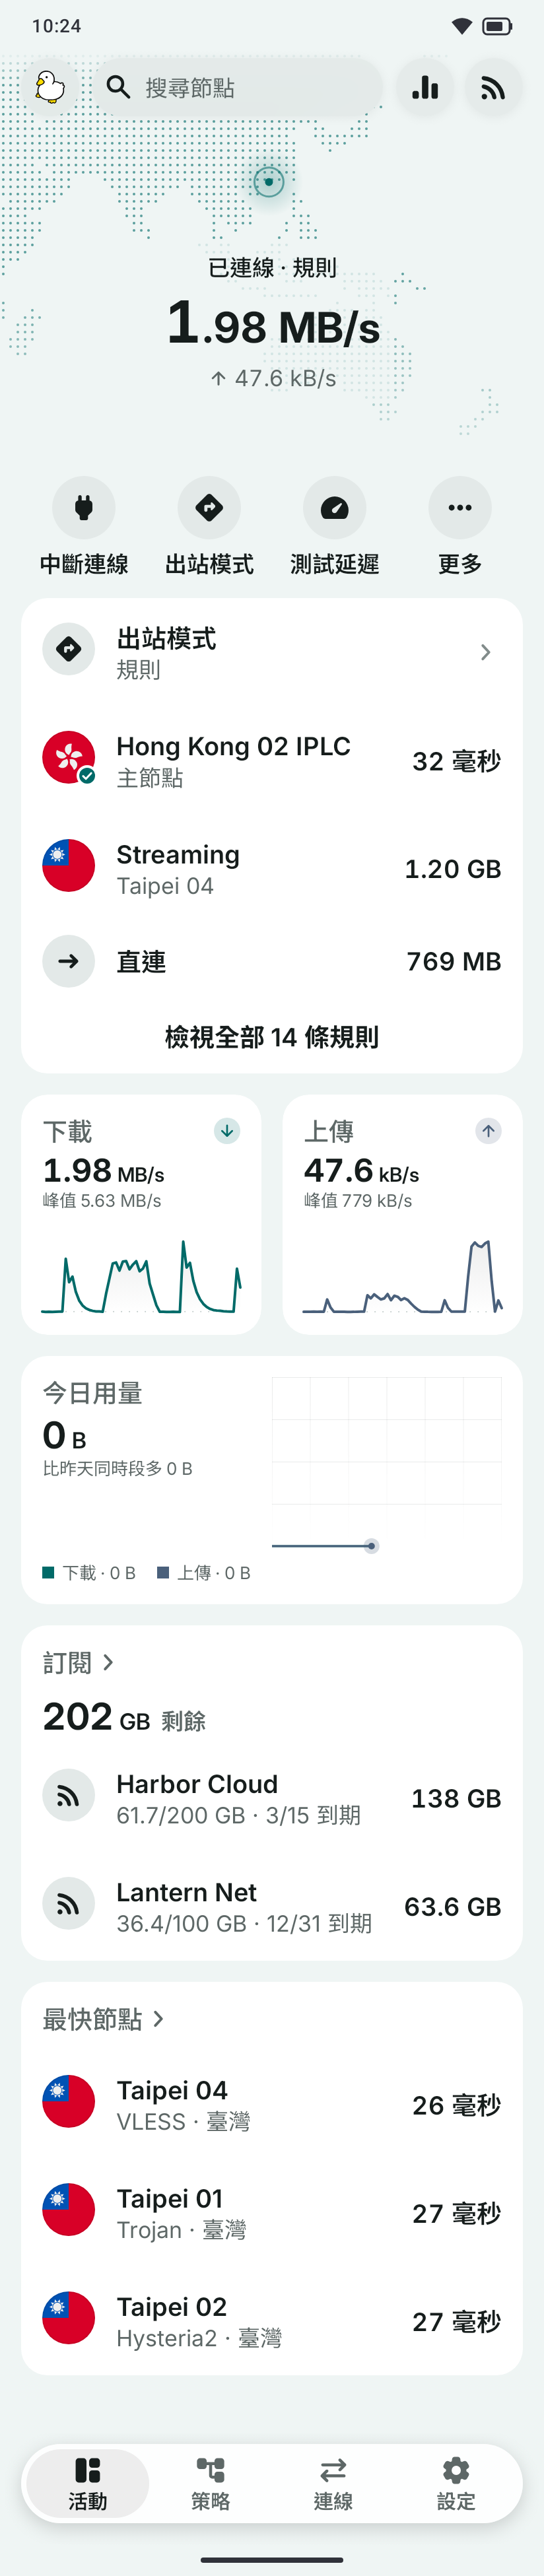 10:24
搜尋節點
已連線 · 規則
1.98 MB/s
↑ 47.6 kB/s
中斷連線 出站模式 測試延遲 更多
出站模式
規則
Hong Kong 02 IPLC 32 毫秒
主節點
Streaming 1.20 GB
Taipei 04
直連 769 MB
檢視全部 14 條規則
下載
1.98 MB/s
峰值 5.63 MB/s
上傳
47.6 kB/s
峰值 779 kB/s
今日用量
0 B
比昨天同時段多 0 B
下載 · 0 B 上傳 · 0 B
訂閱
202 GB 剩餘
Harbor Cloud 138 GB
61.7/200 GB · 3/15 到期
Lantern Net 63.6 GB
36.4/100 GB · 12/31 到期
最快節點
Taipei 04 26 毫秒
VLESS · 臺灣
Taipei 01 27 毫秒
Trojan · 臺灣
Taipei 02 27 毫秒
Hysteria2 · 臺灣
活動 策略 連線 設定